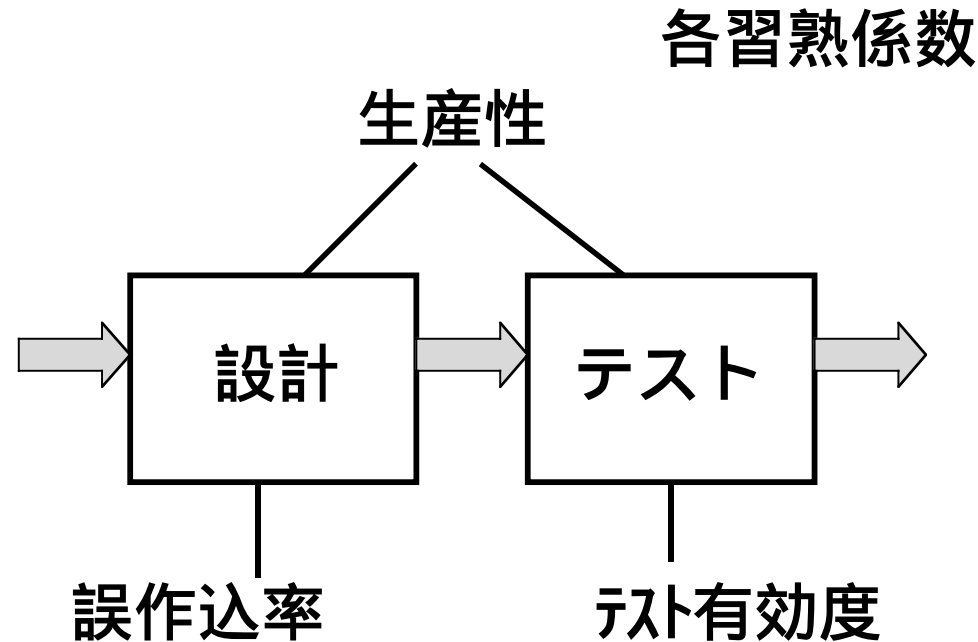 各習熟係数
生産性
設計
テスト
誤作込率
ﾃｽﾄ有効度